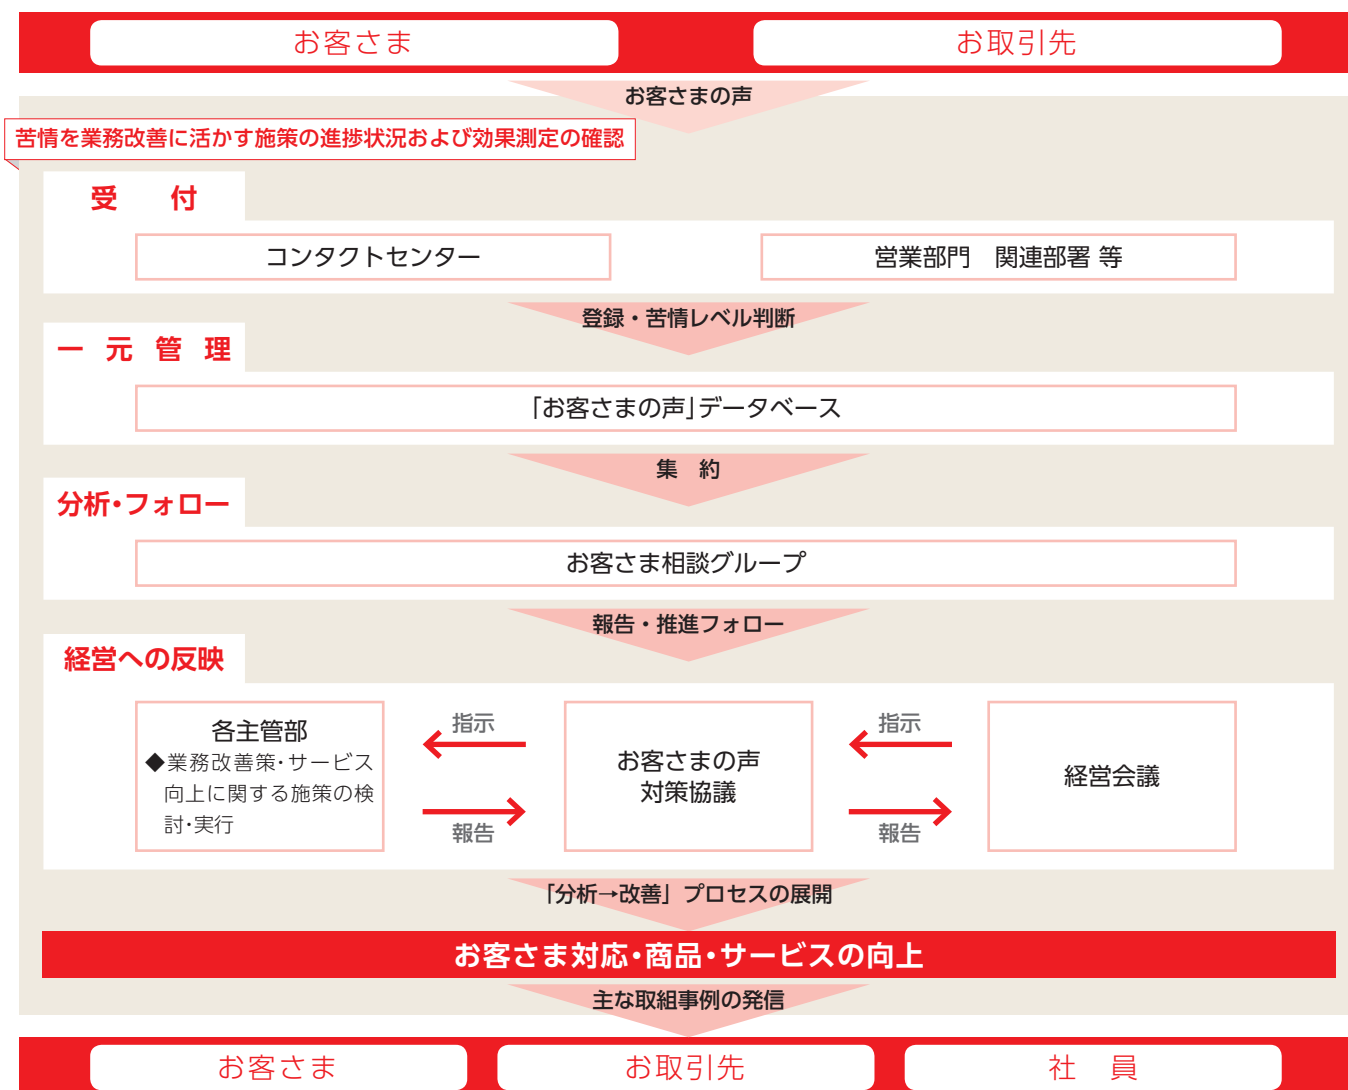 お客さま
お取引先
お客さまの声
苦情を業務改善に活かす施策の進捗状況および効果測定の確認
受　付
コンタクトセンター
営業部門　関連部署 等
登録・苦情レベル判断
一元管理
「お客さまの声」データベース
集　約
分析・フォロー
お客さま相談グループ
報告・推進フォロー
経営への反映
各主管部
◆業務改善策・サービス
向上に関する施策の検
討・実行
指示
報告
お客さまの声
対策協議
指示
報告
経営会議
「分析→改善」プロセスの展開
お客さま対応・商品・サービスの向上
主な取組事例の発信
お客さま
お取引先
社　員